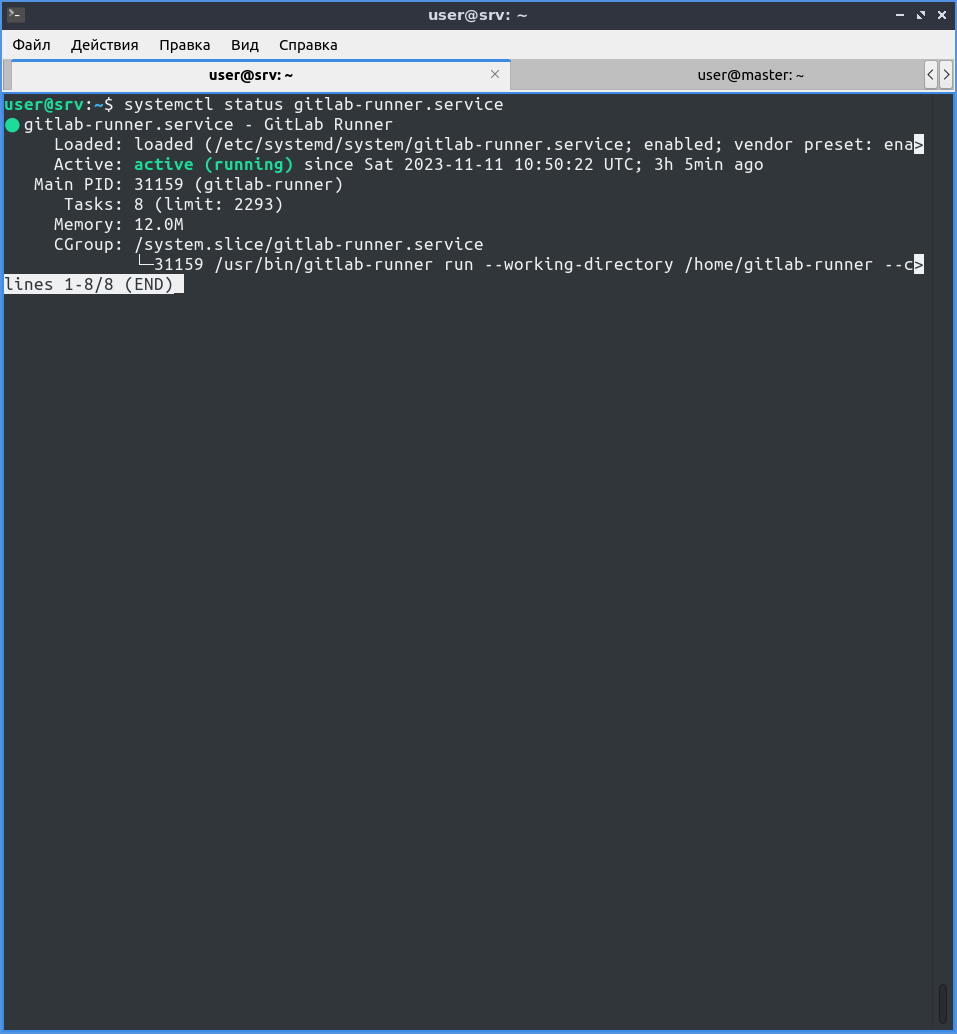 user@srv: ~
Файл Действия Правка Вид Справка
user@srv: ~ user@master: ~
user@srv:~$ systemctl status gitlab-runner.service
● gitlab-runner.service - GitLab Runner
Loaded: loaded (/etc/systemd/system/gitlab-runner.service; enabled; vendor preset: ena>
Active: active (running) since Sat 2023-11-11 10:50:22 UTC; 3h 5min ago
Main PID: 31159 (gitlab-runner)
Tasks: 8 (limit: 2293)
Memory: 12.0M
CGroup: /system.slice/gitlab-runner.service
└─31159 /usr/bin/gitlab-runner run --working-directory /home/gitlab-runner --c>
lines 1-8/8 (END)